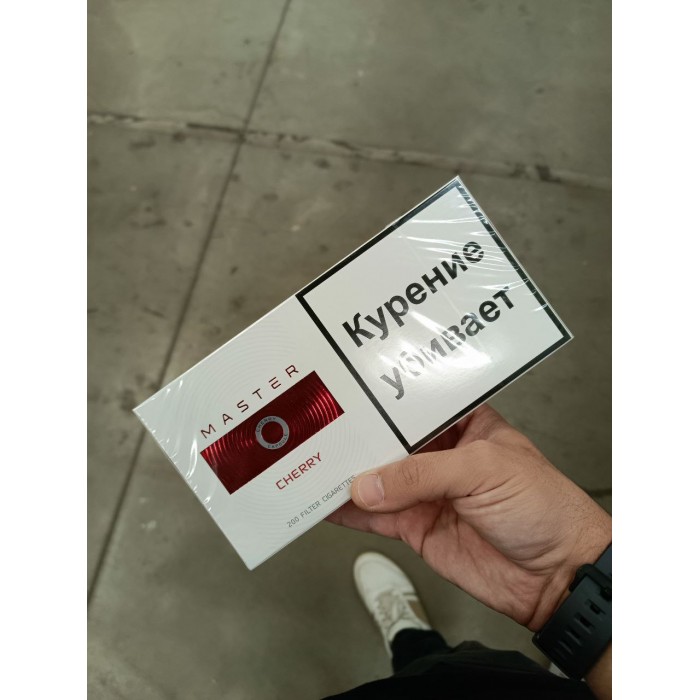 MASTER
CHERRY
200 FILTER CIGARETTES
Курение
убивает